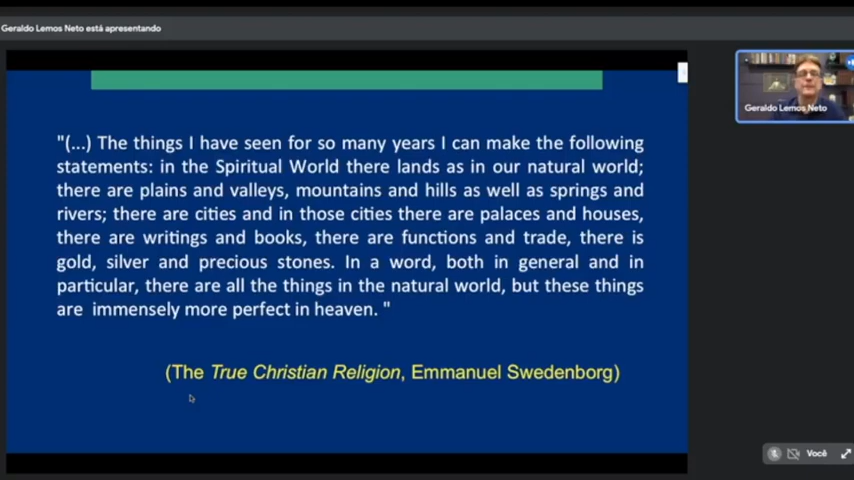 Geraldo Lemos Neto está apresentando
"(...) The things I have seen for so many years I can make the following
statements: in the Spiritual World there lands as in our natural world;
there are plains and valleys, mountains and hills as well as springs and
rivers; there are cities and in those cities there are palaces and houses,
there are writings and books, there are functions and trade, there is
gold, silver and precious stones. In a word, both in general and in
particular, there are all the things in the natural world, but these things
are immensely more perfect in heaven. "
(The True Christian Religion, Emmanuel Swedenborg)
Geraldo Lemos Neto
Você